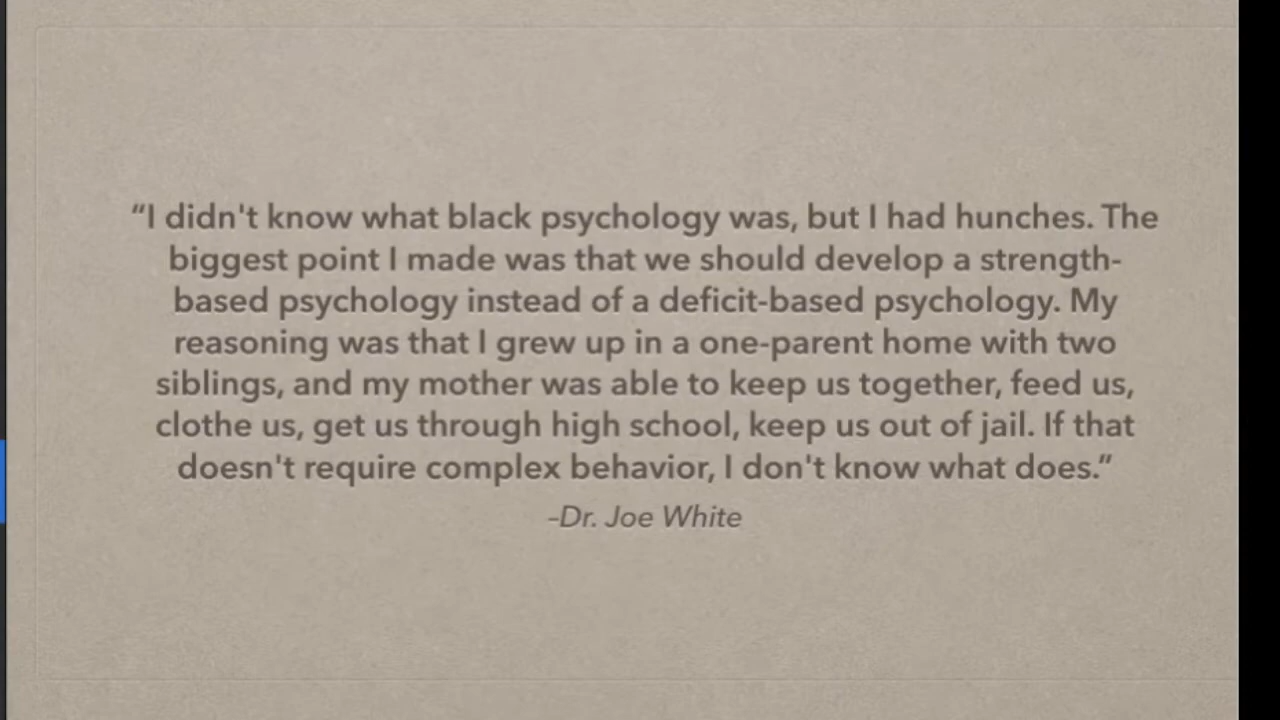 “I didn't know what black psychology was, but I had hunches. The
biggest point I made was that we should develop a strength-
based psychology instead of a deficit-based psychology. My
reasoning was that I grew up in a one-parent home with two
siblings, and my mother was able to keep us together, feed us,
clothe us, get us through high school, keep us out of jail. If that
doesn't require complex behavior, I don't know what does.”
–Dr. Joe White